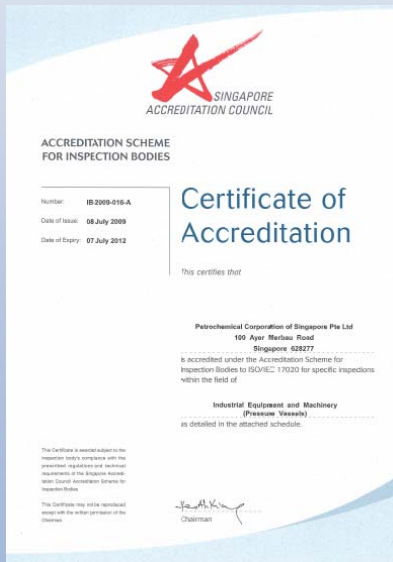 SINGAPORE
ACCREDITATION COUNCIL
ACCREDITATION SCHEME
FOR INSPECTION BODIES
Number: IB-2009-016-A
Date of Issue: 08 July 2009
Date of Expiry: 07 July 2012
Certificate of
Accreditation
This certifies that
Petrochemical Corporation of Singapore Pte Ltd
100 Ayer Merbau Road
Singapore 628277
is accredited under the Accreditation Scheme for
Inspection Bodies to ISO/IEC 17020 for specific inspections
within the field of
Industrial Equipment and Machinery
(Pressure Vessels)
as detailed in the attached schedule.
This Certificate is awarded subject to the
inspection body's compliance with the
prescribed regulations and technical
requirements of the Singapore Accredi-
tation Council Accreditation Scheme for
Inspection Bodies
This Certificate may not be reproduced
except with the written permission of the
Chairman.
Chairman